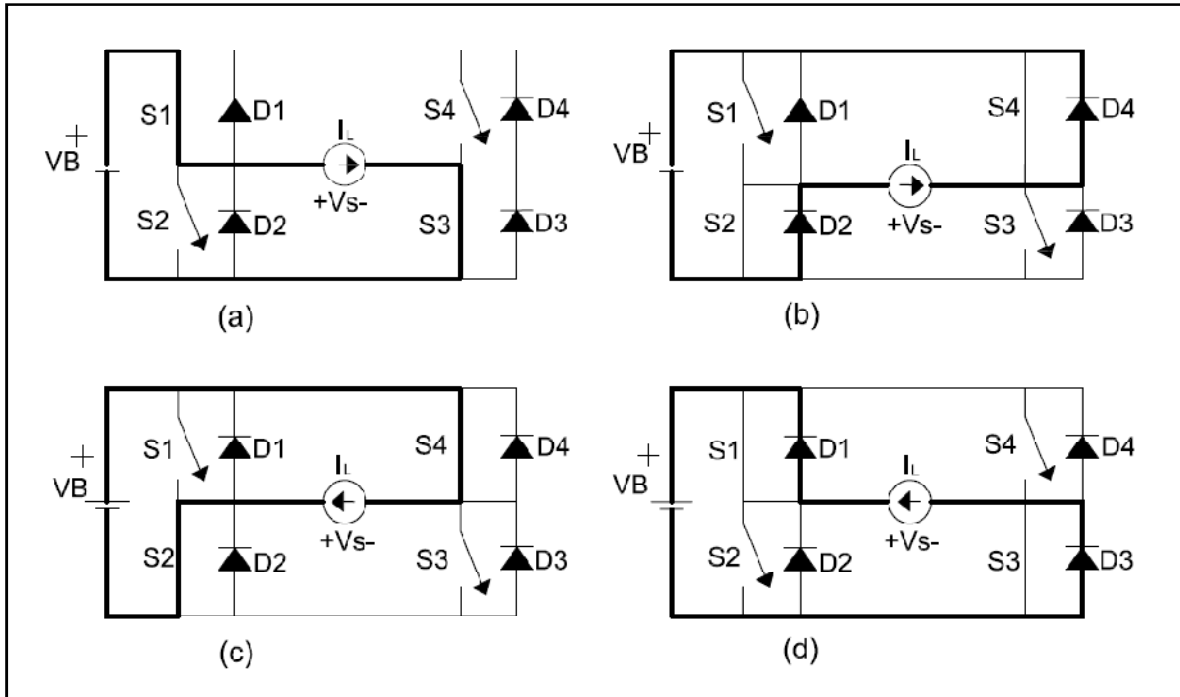 S1 D1 S4 D4
+
VB
IL
+Vs-
S2 D2 S3 D3
(a)
S1 D1 S4 D4
+
VB
IL
+Vs-
S2 D2 S3 D3
(b)
S1 D1 S4 D4
+
VB
IL
+Vs-
S2 D2 S3 D3
(c)
S1 D1 S4 D4
+
VB
IL
+Vs-
S2 D2 S3 D3
(d)